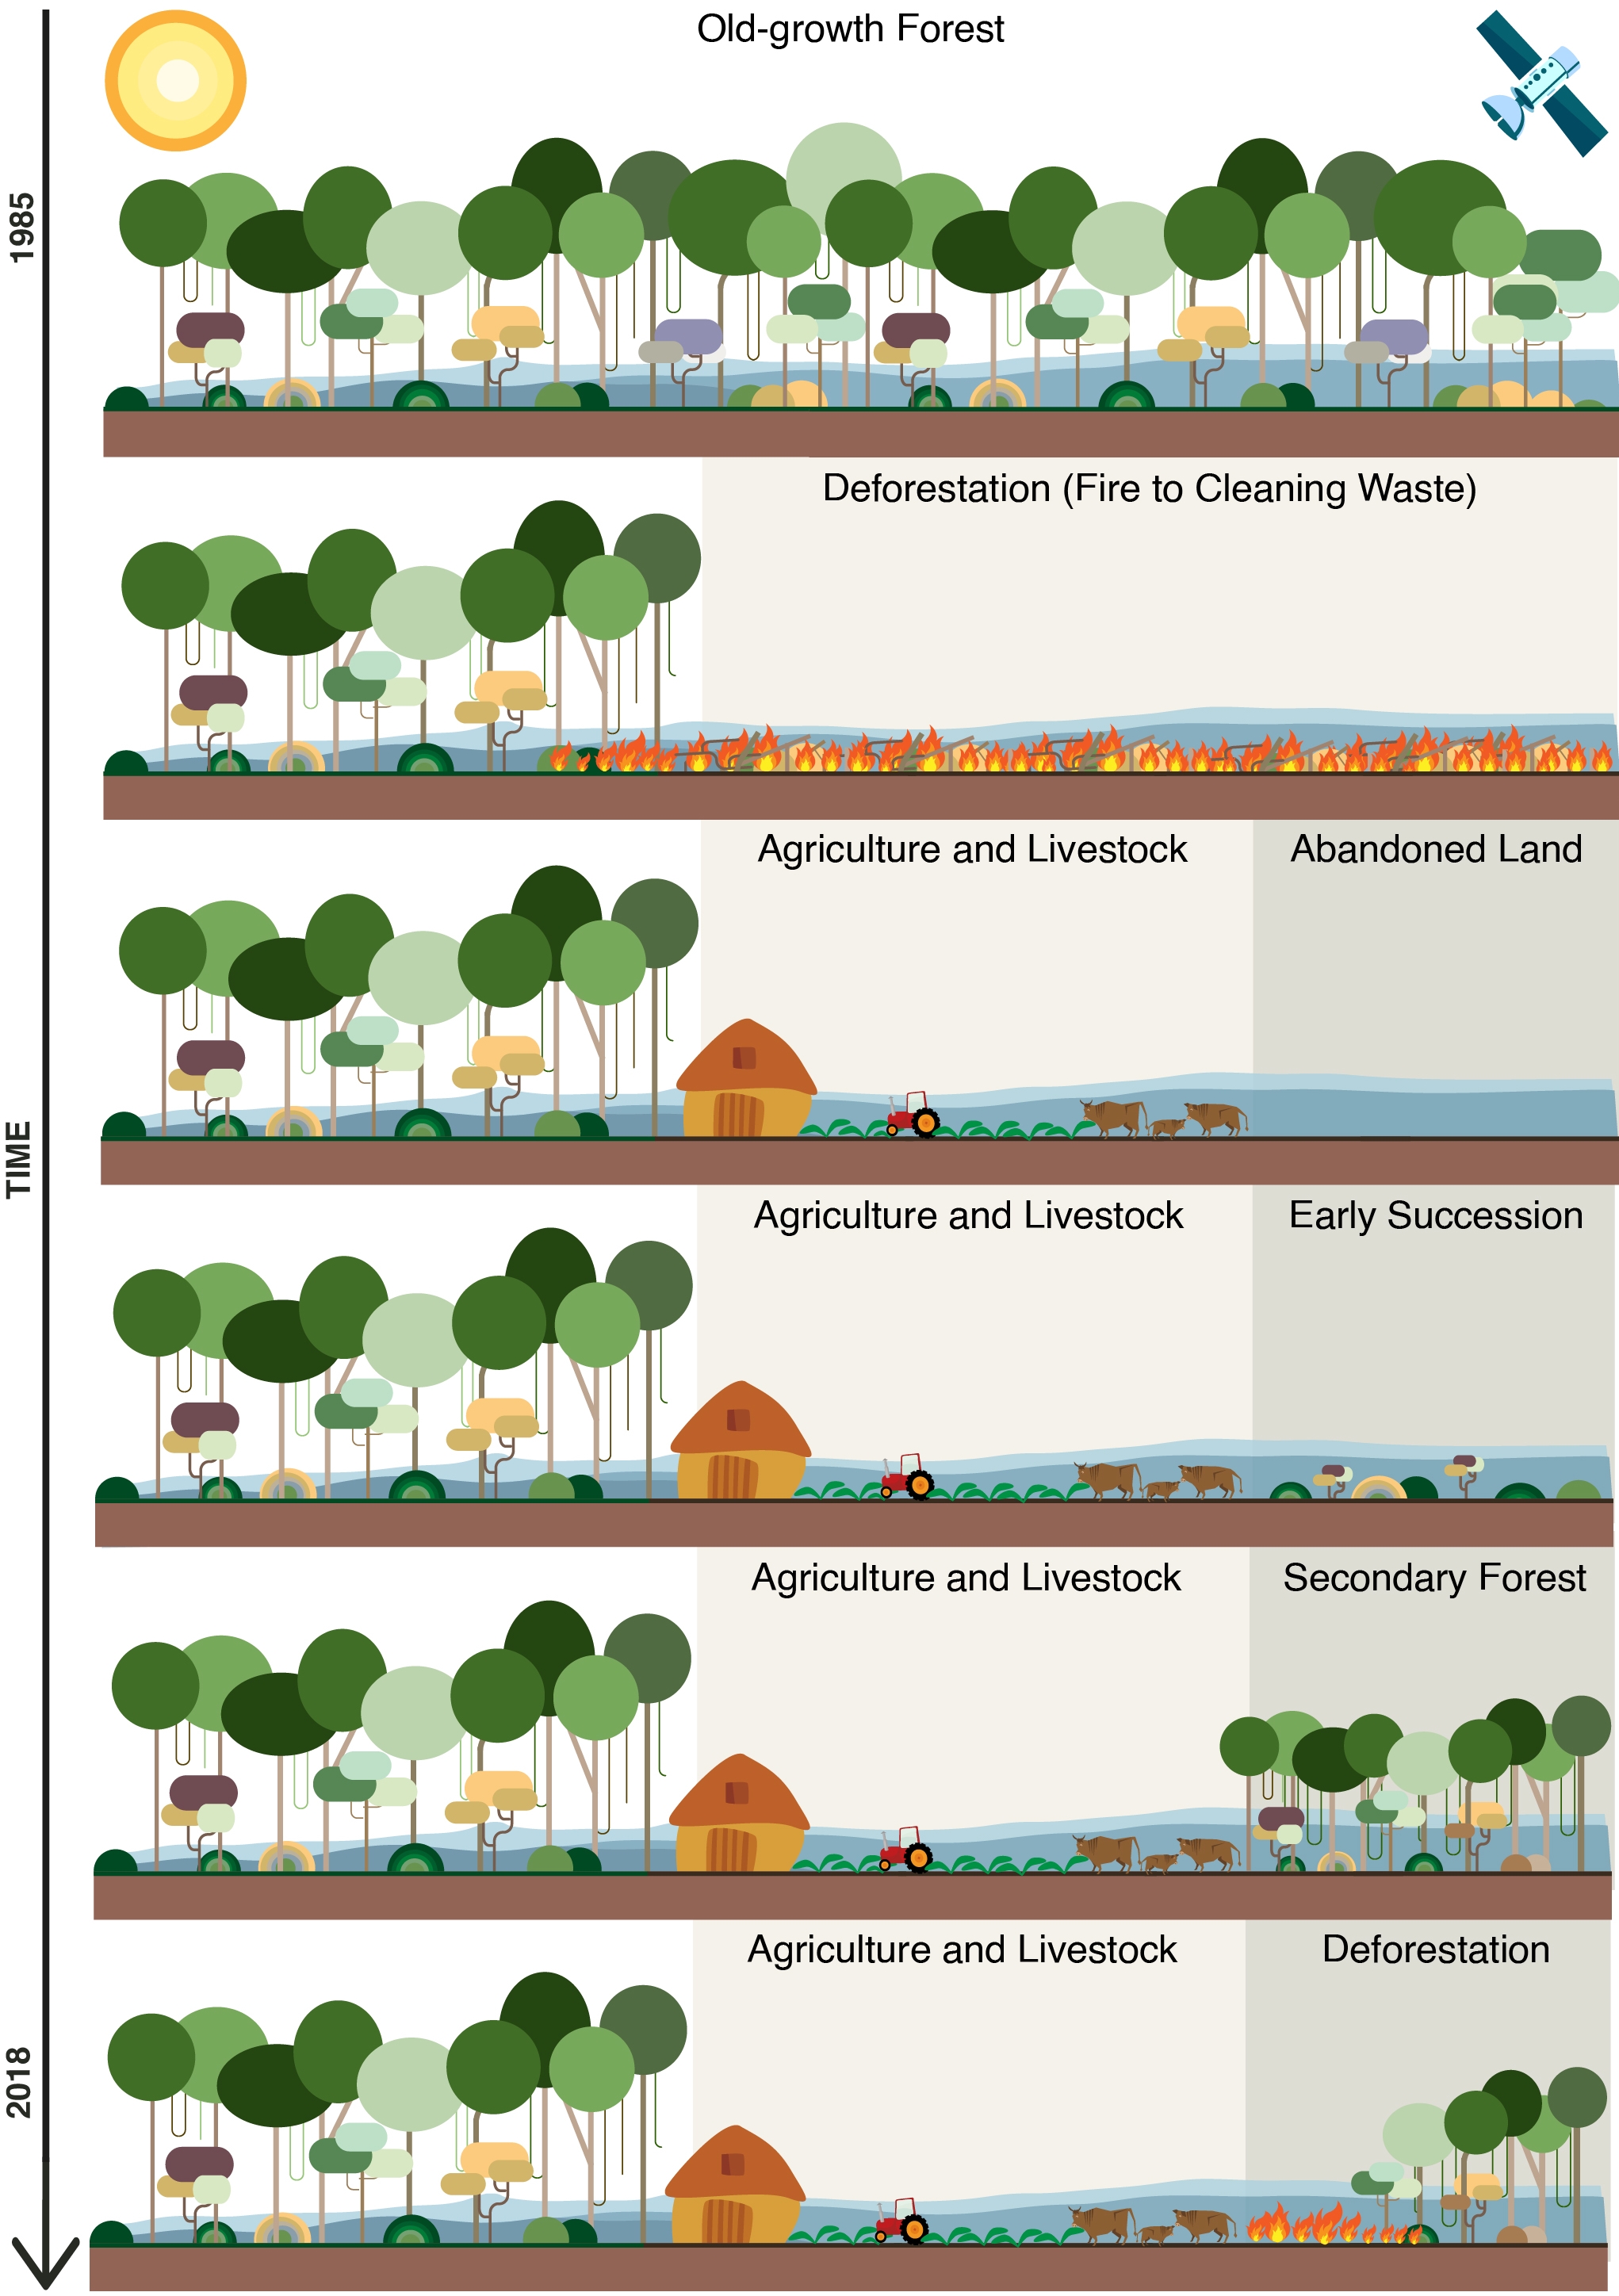 Old-growth Forest
1985
Deforestation (Fire to Cleaning Waste)
Agriculture and Livestock
Abandoned Land
TIME
Agriculture and Livestock
Early Succession
Agriculture and Livestock
Secondary Forest
Agriculture and Livestock
Deforestation
2018